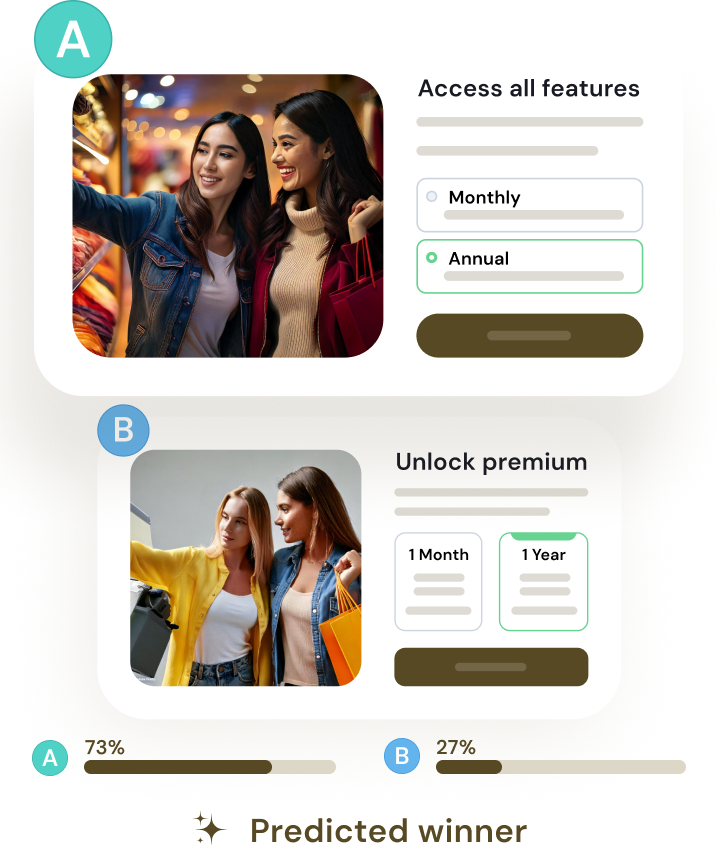 A
Access all features
Monthly
Annual
B
Unlock premium
1 Month
1 Year
A
73%
B
27%
Predicted winner